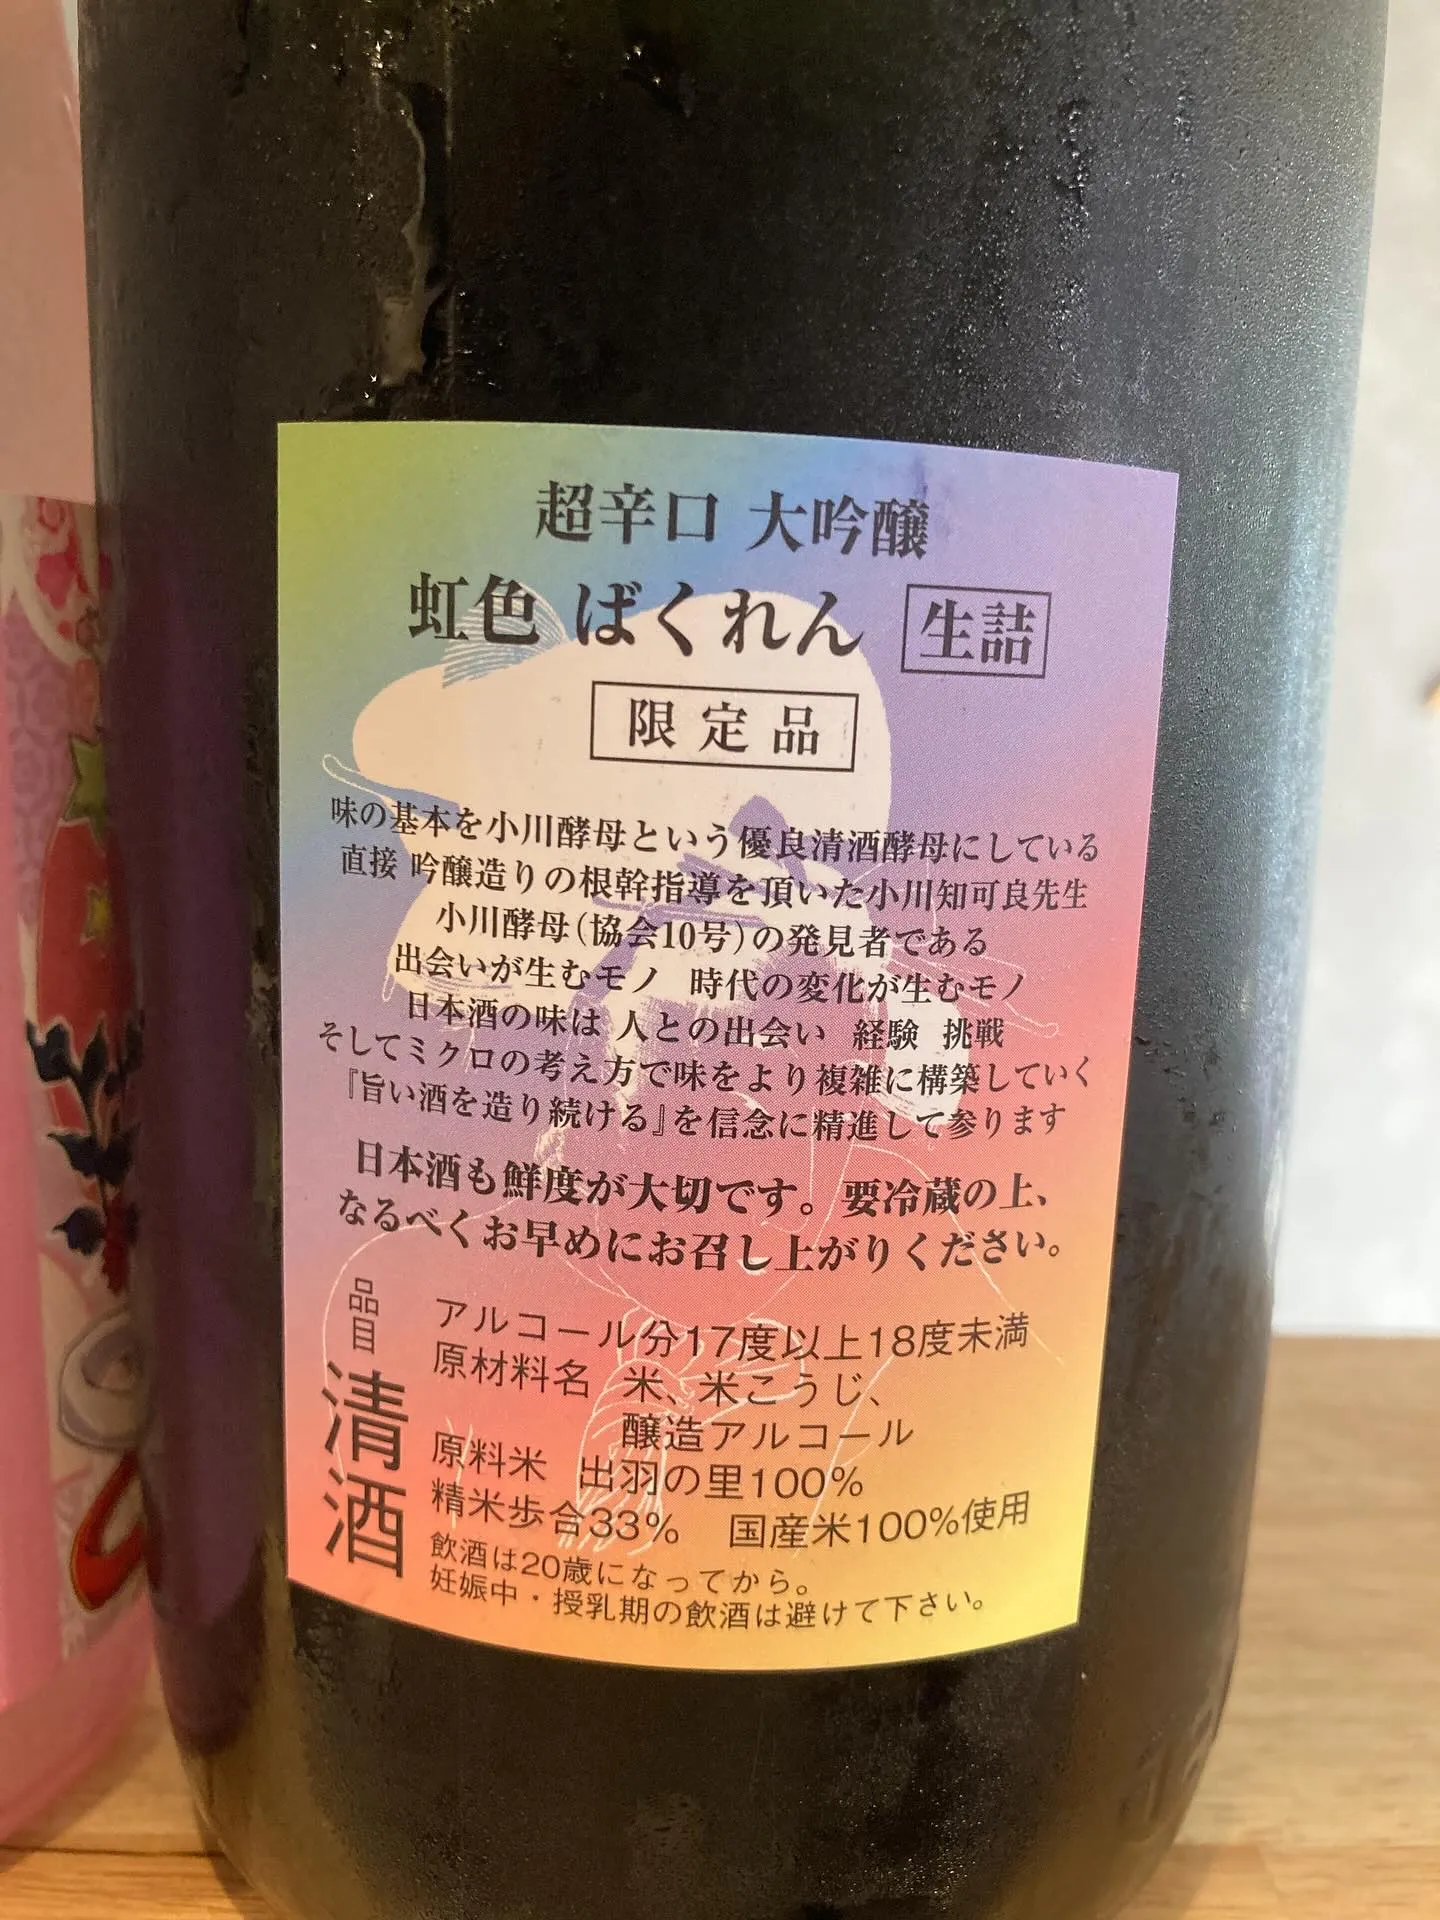 超辛口 大吟醸
虹色 ばくれん 生詰
限定品
味の基本を小川酵母という優良清酒酵母にしている
直接 吟醸造りの根幹指導を頂いた小川知可良先生
小川酵母(協会10号)の発見者である
出会いが生むモノ 時代の変化が生むモノ
日本酒の味は 人との出会い 経験 挑戦
そしてミクロの考え方で味をより複雑に構築していく
『旨い酒を造り続ける』を信念に精進して参ります
日本酒も鮮度が大切です。要冷蔵の上、
なるべくお早めにお召し上がりください。
品目
清酒
アルコール分17度以上18度未満
原材料名 米、米こうじ、
醸造アルコール
原料米 出羽の里100%
精米歩合33% 国産米100%使用
飲酒は20歳になってから。
妊娠中・授乳期の飲酒は避けて下さい。